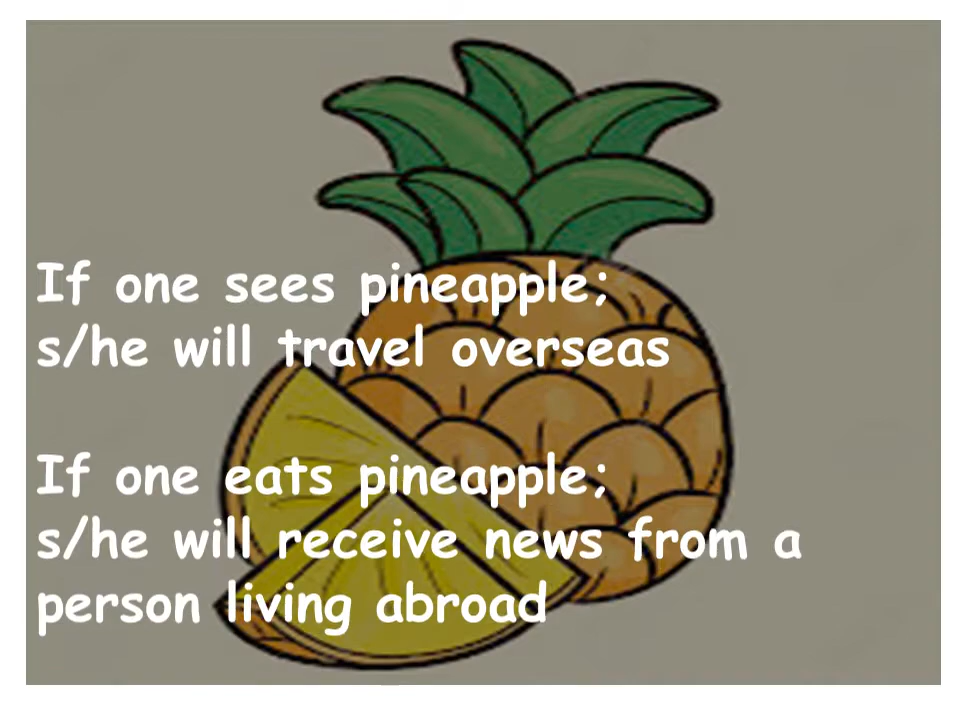 If one sees pineapple;
s/he will travel overseas
If one eats pineapple;
s/he will receive news from a
person living abroad